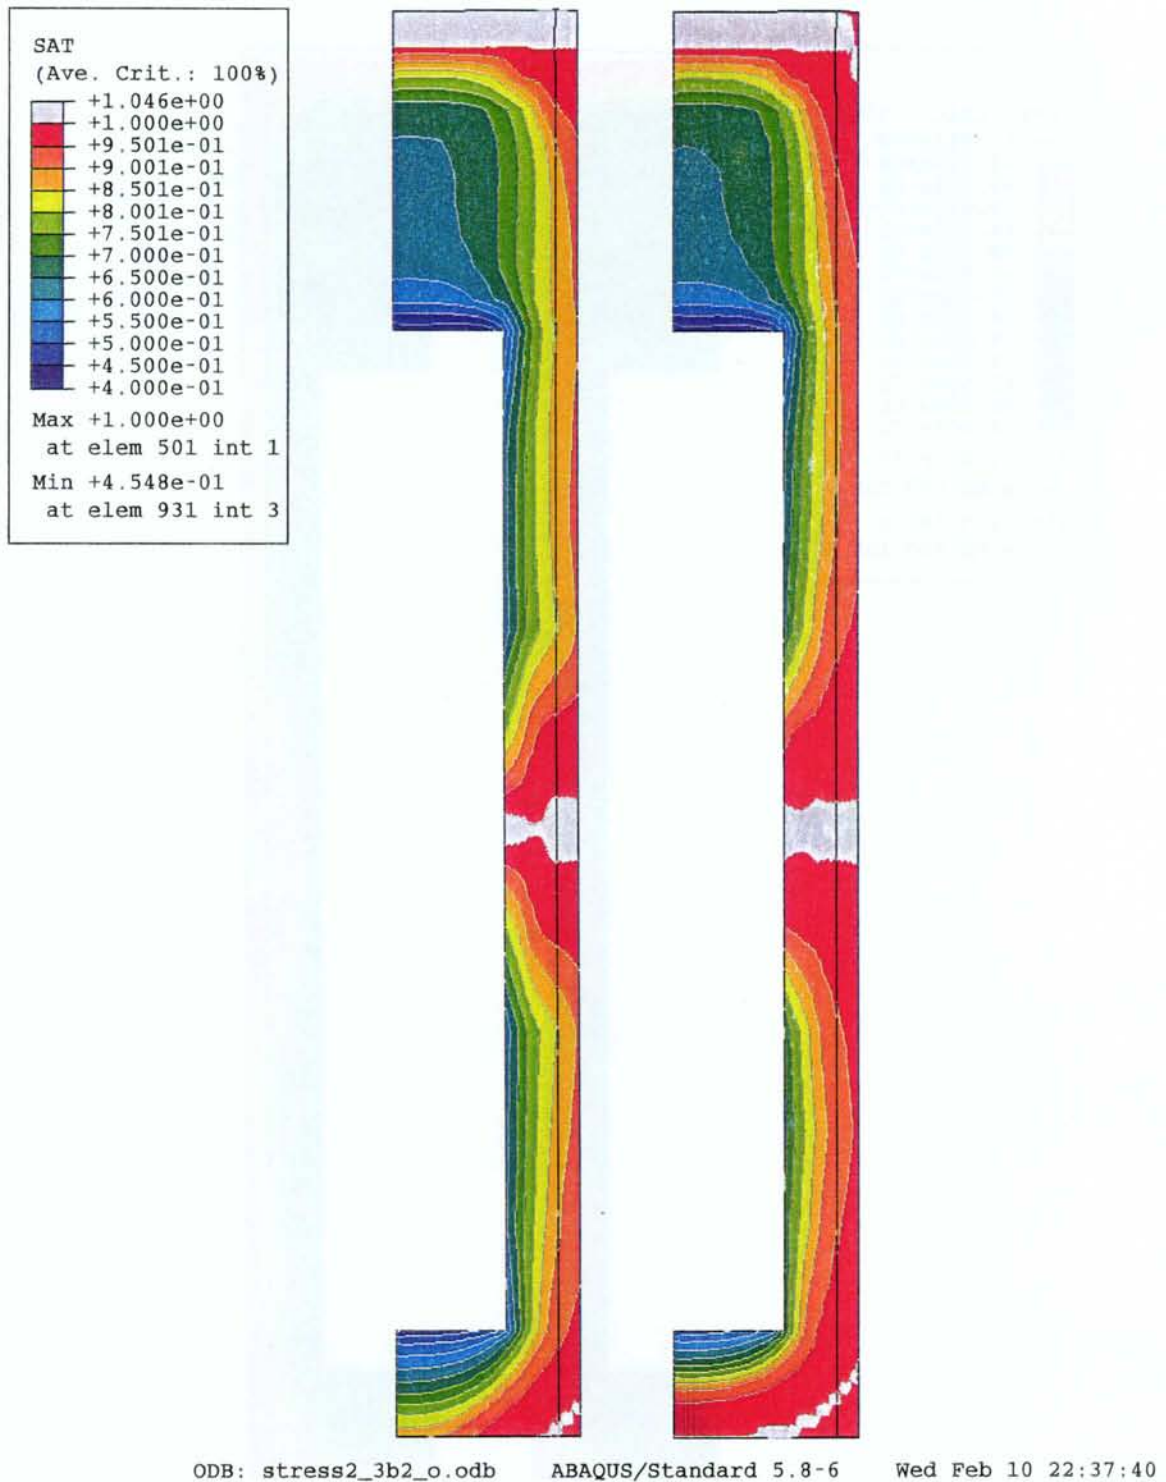 SAT
(Ave. Crit.: 100%)
+1.046e+00
+1.000e+00
+9.501e-01
+9.001e-01
+8.501e-01
+8.001e-01
+7.501e-01
+7.000e-01
+6.500e-01
+6.000e-01
+5.500e-01
+5.000e-01
+4.500e-01
+4.000e-01
Max +1.000e+00
at elem 501 int 1
Min +4.548e-01
at elem 931 int 3
ODB: stress2_3b2_o.odb ABAQUS/Standard 5.8-6 Wed Feb 10 22:37:40